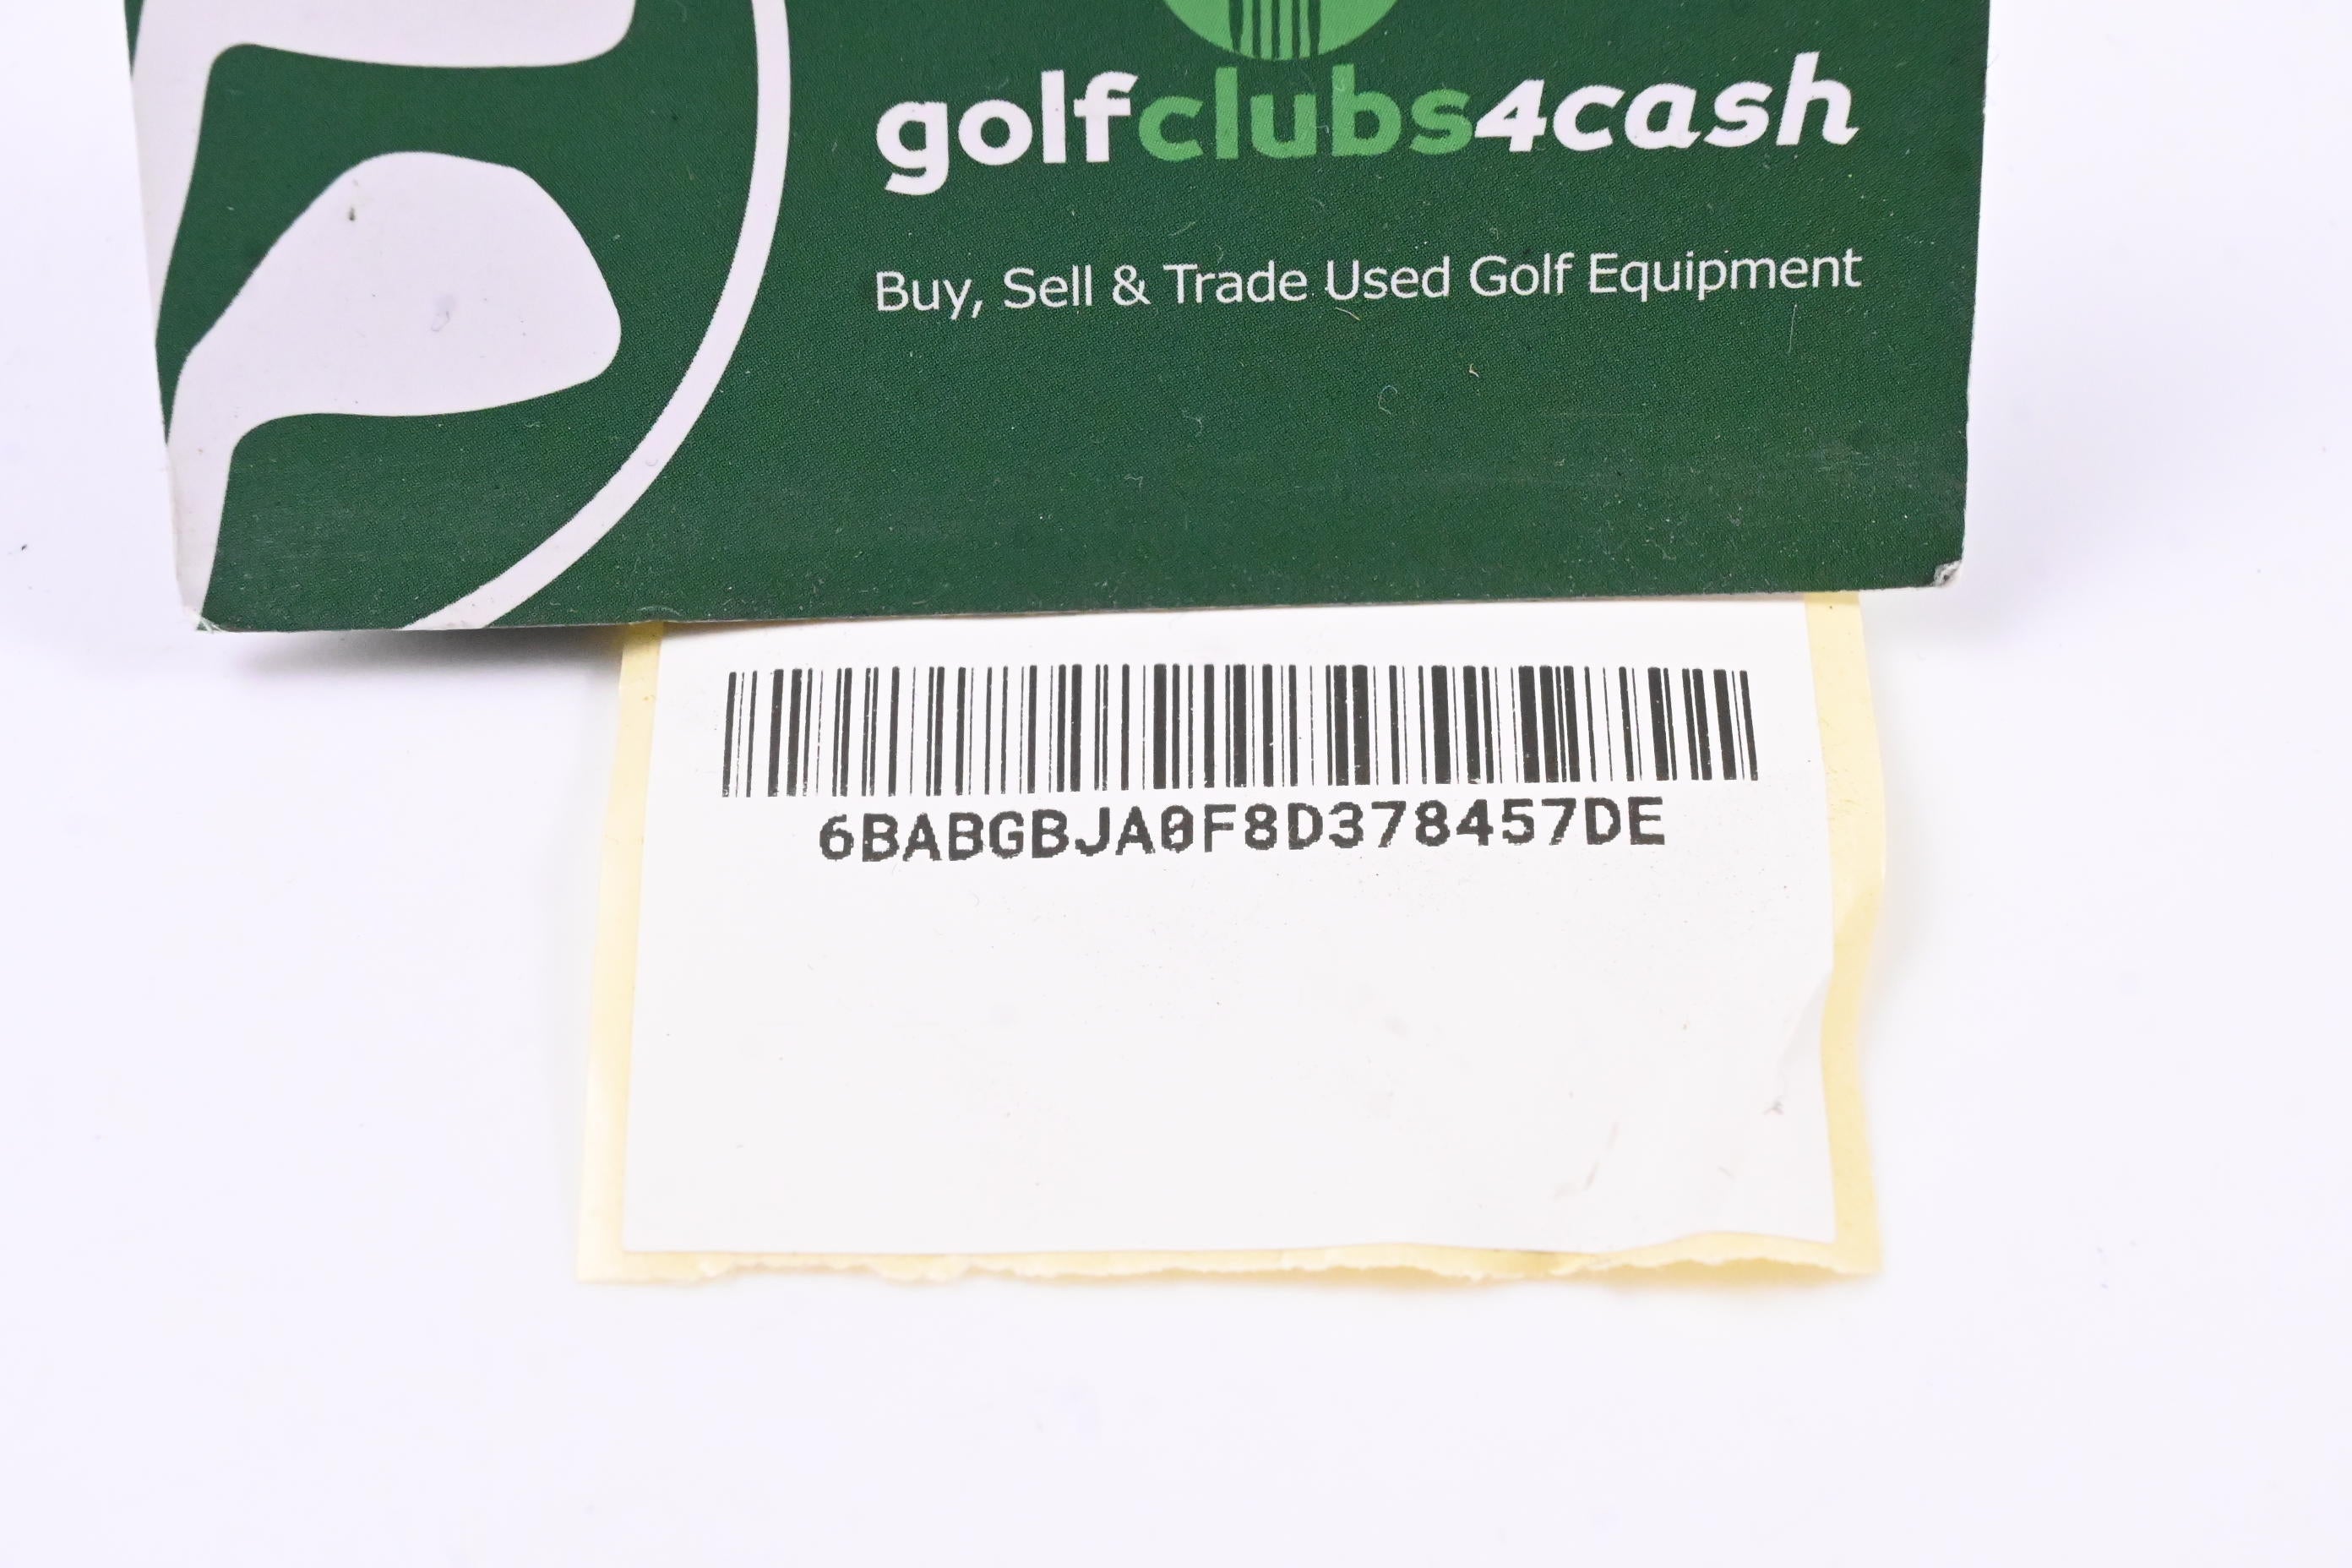 golfclubs4cash
Buy, Sell & Trade Used Golf Equipment
6BABGBJA0F8D378457DE